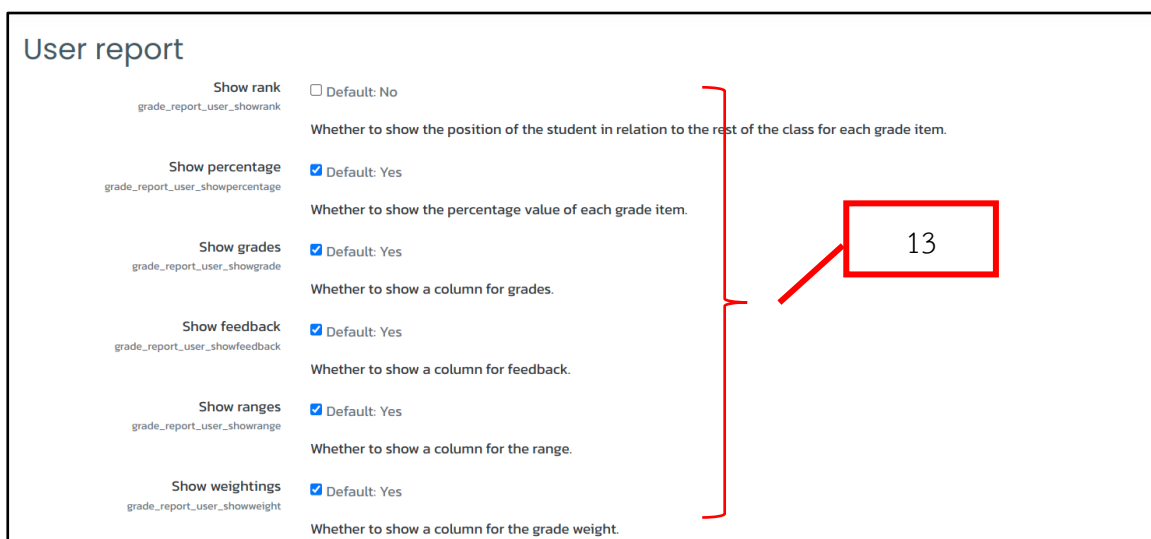 User report
Show rank
Default: No
grade_report_user_showrank
Whether to show the position of the student in relation to the rest of the class for each grade item.
Show percentage
Default: Yes
grade_report_user_showpercentage
Whether to show the percentage value of each grade item.
Show grades
Default: Yes
grade_report_user_showgrade
Whether to show a column for grades.
13
Show feedback
Default: Yes
grade_report_user_showfeedback
Whether to show a column for feedback.
Show ranges
Default: Yes
grade_report_user_showrange
Whether to show a column for the range.
Show weightings
Default: Yes
grade_report_user_showweight
Whether to show a column for the grade weight.